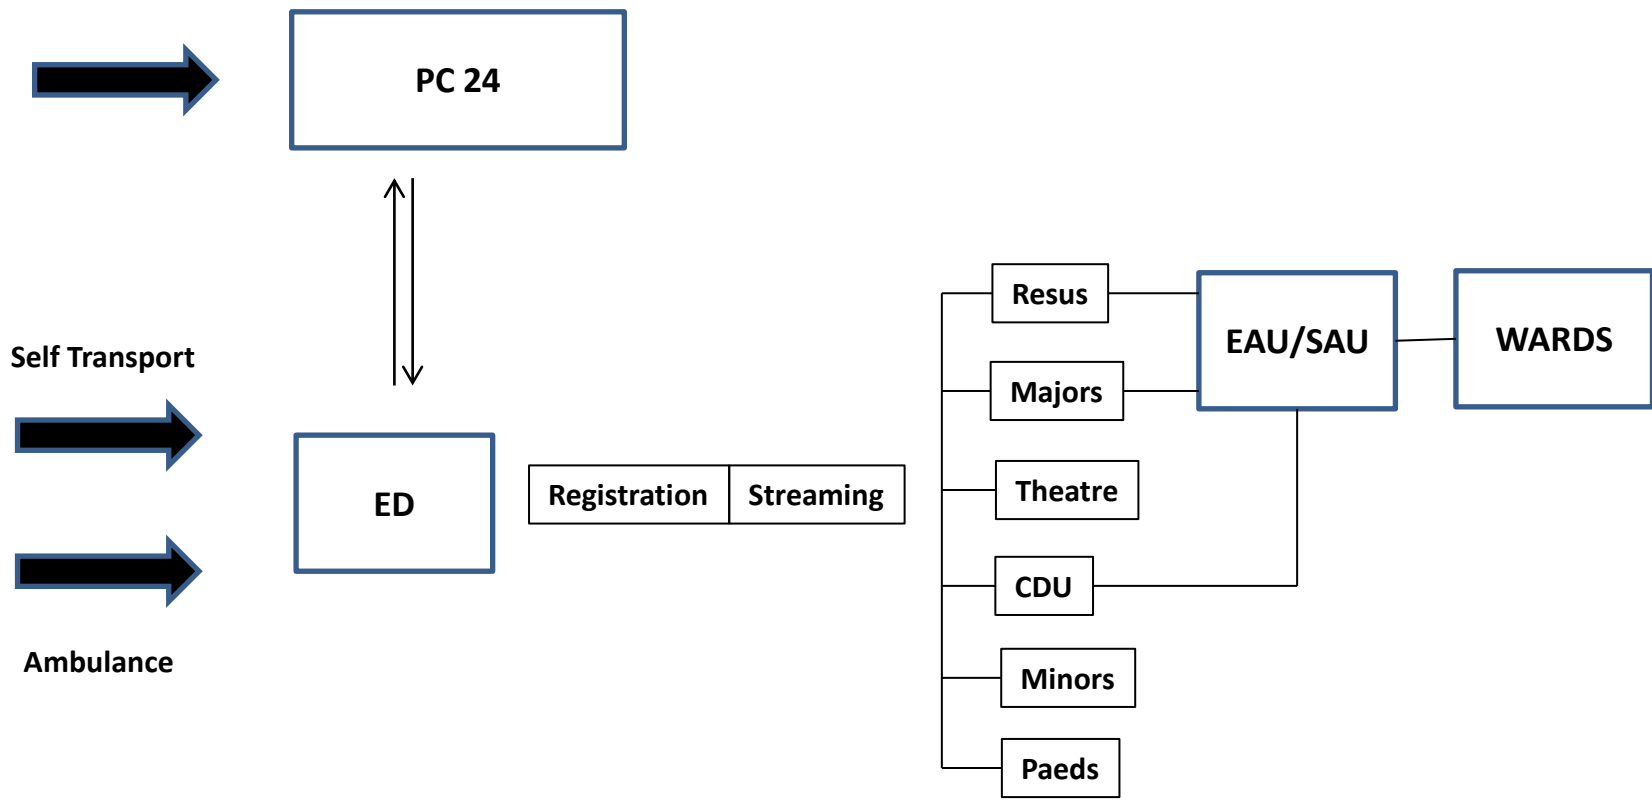 PC 24
Self Transport
ED
Registration
Streaming
Ambulance
Resus
Majors
Theatre
CDU
Minors
Paeds
EAU/SAU
WARDS